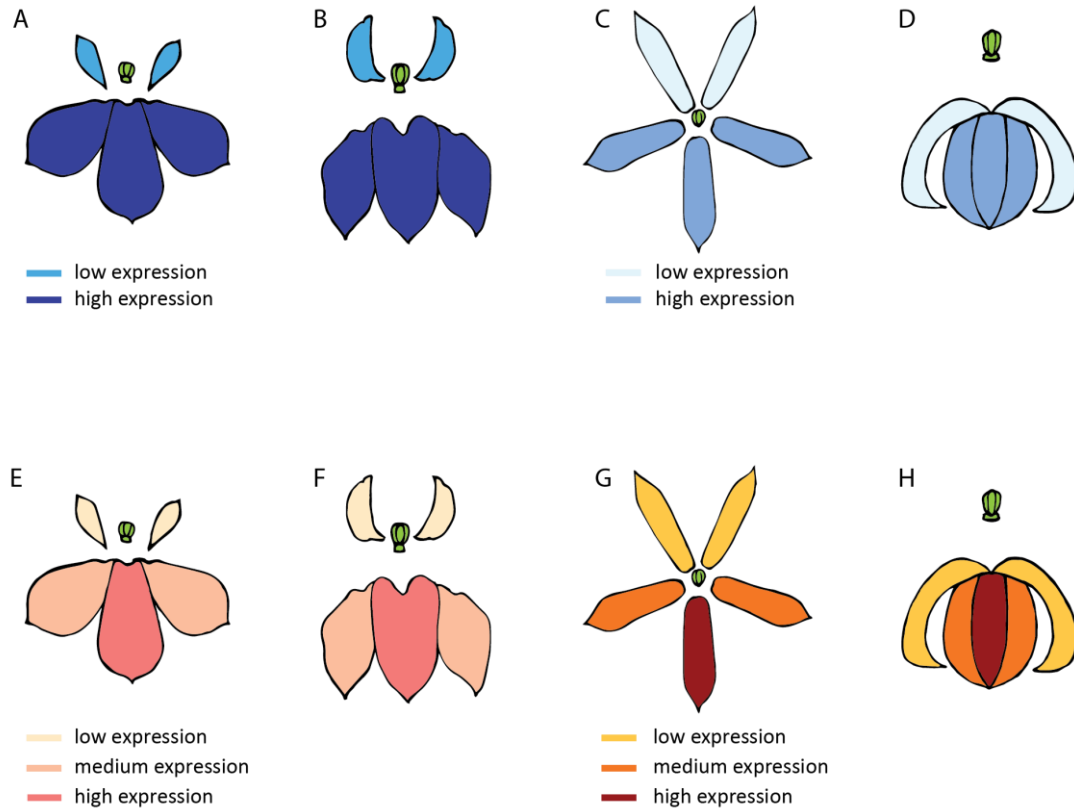 A
B
C
D
low expression
high expression
low expression
high expression
E
F
G
H
low expression
medium expression
high expression
low expression
medium expression
high expression